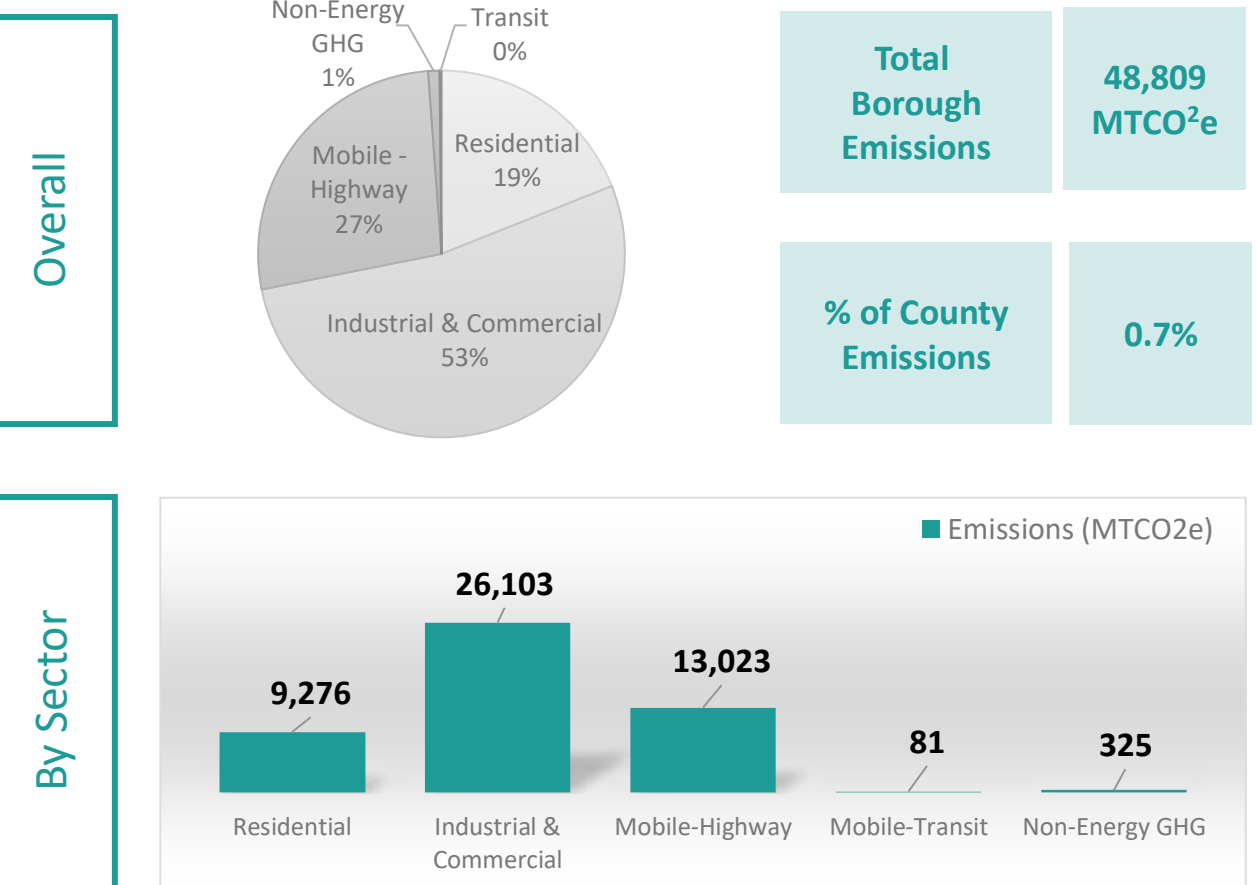 Overall
Non-Energy
GHG
1%
Transit
0%
Residential
19%
Mobile -
Highway
27%
Industrial & Commercial
53%
Total
Borough
Emissions
48,809
MTCO²e
% of County
Emissions
0.7%
By Sector
Emissions (MTCO2e)
9,276
26,103
13,023
81
325
Residential
Industrial &
Commercial
Mobile-Highway
Mobile-Transit
Non-Energy GHG